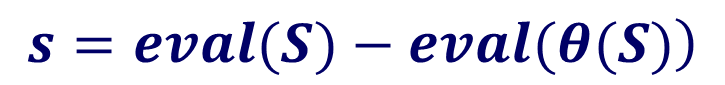 s = eval(S) − eval(θ(S))